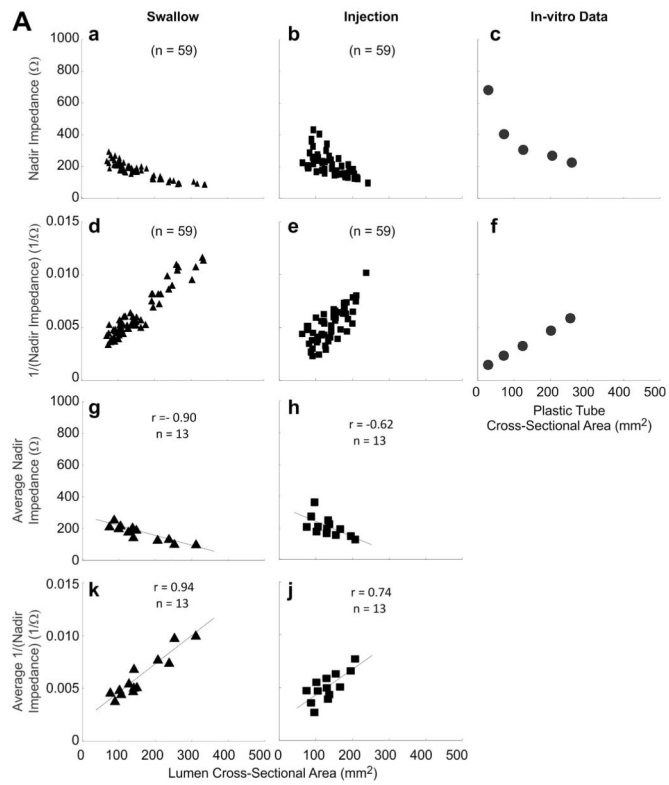 A
Swallow Injection In-vitro Data
a b c
(n = 59) (n = 59)
Nadir Impedance (Ω)
1000
800
600
400
200
0
d e f
(n = 59) (n = 59)
1/(Nadir Impedance) (1/Ω)
0.015
0.010
0.005
0
0 100 200 300 400 500
Plastic Tube
Cross-Sectional Area (mm²)
g h
r =- 0.90 r = -0.62
n = 13 n = 13
Average Nadir
Impedance (Ω)
1000
800
600
400
200
0
k j
r = 0.94 r = 0.74
n = 13 n = 13
Average 1/(Nadir
Impedance) (1/Ω)
0.015
0.010
0.005
0
0 100 200 300 400 500 0 100 200 300 400 500
Lumen Cross-Sectional Area (mm²)